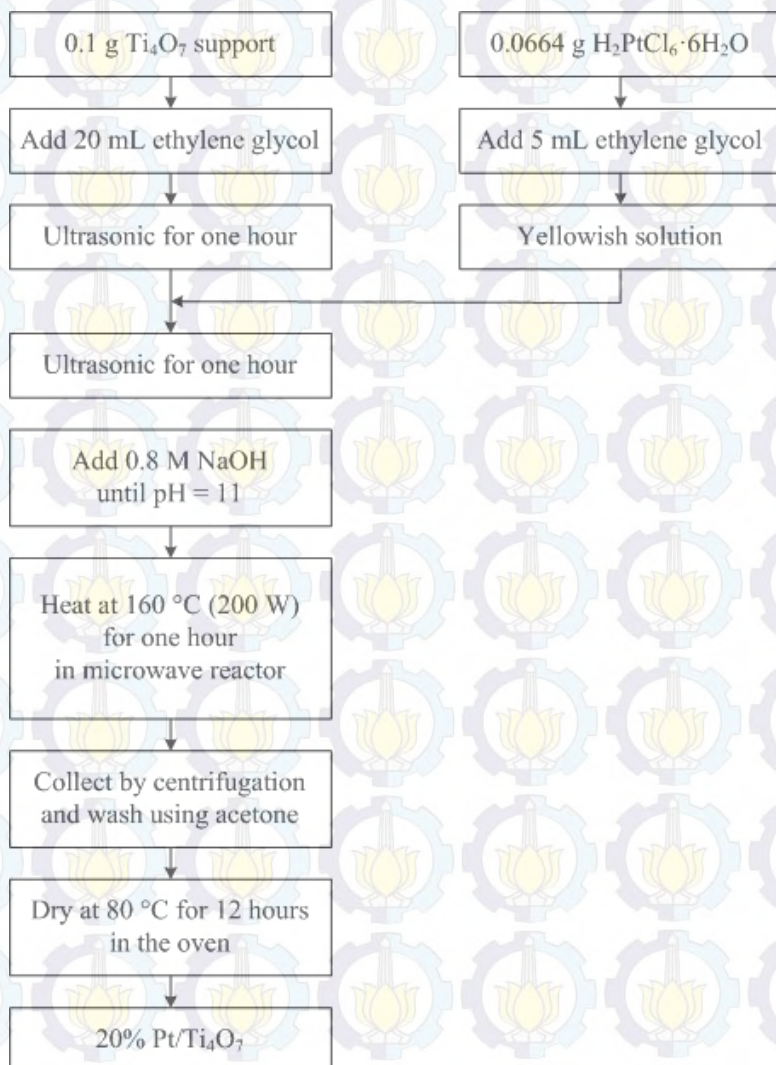 0.1 g Ti₄O₇ support
Add 20 mL ethylene glycol
Ultrasonic for one hour
0.0664 g H₂PtCl₆·6H₂O
Add 5 mL ethylene glycol
Yellowish solution
Ultrasonic for one hour
Add 0.8 M NaOH
until pH = 11
Heat at 160 °C (200 W)
for one hour
in microwave reactor
Collect by centrifugation
and wash using acetone
Dry at 80 °C for 12 hours
in the oven
20% Pt/Ti₄O₇